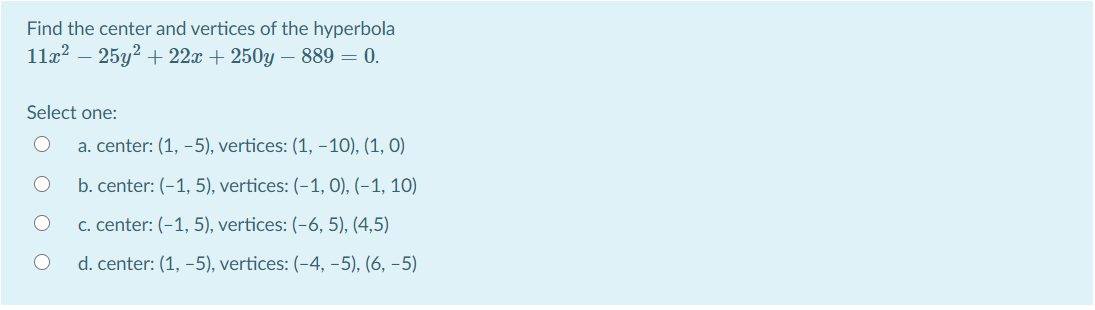 Find the center and vertices of the hyperbola
11x² − 25y² + 22x + 250y − 889 = 0.
Select one:
a. center: (1, −5), vertices: (1, −10), (1, 0)
b. center: (−1, 5), vertices: (−1, 0), (−1, 10)
c. center: (−1, 5), vertices: (−6, 5), (4,5)
d. center: (1, −5), vertices: (−4, −5), (6, −5)